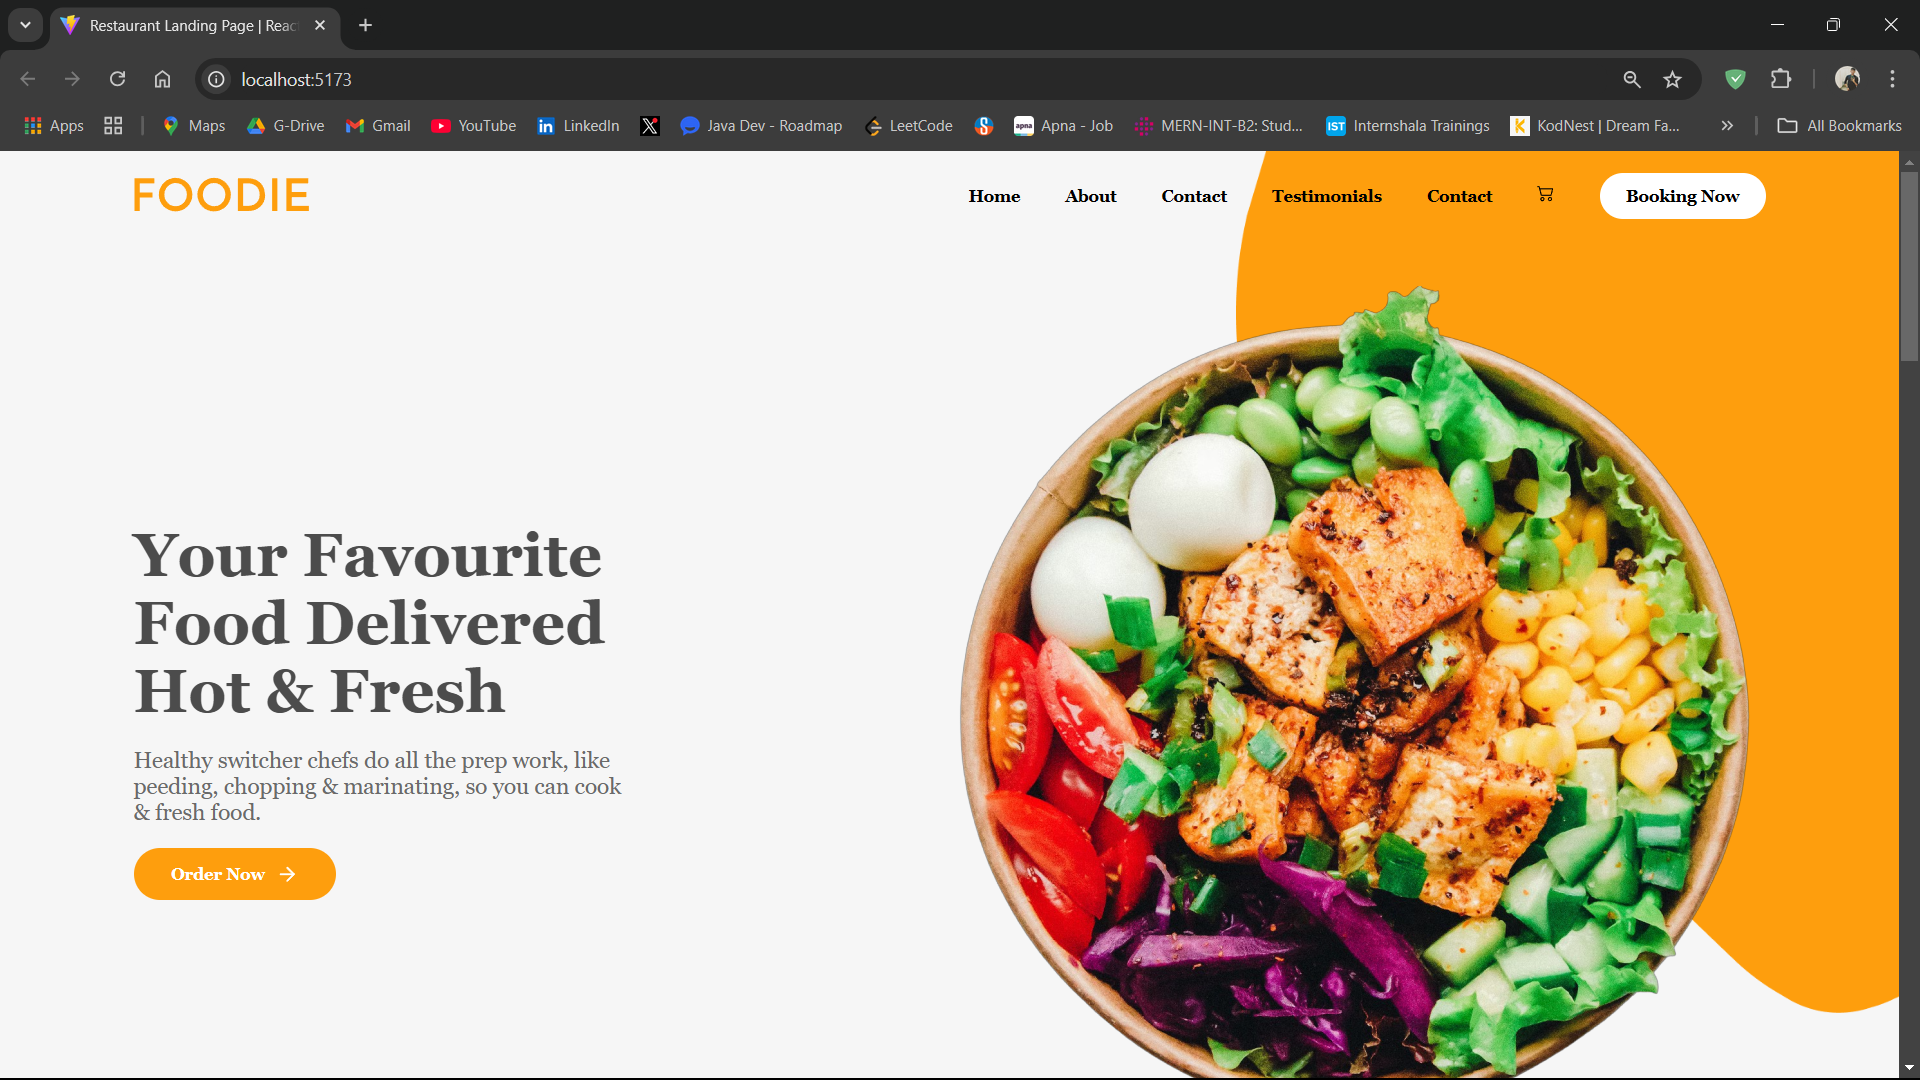 Restaurant Landing Page | Reac
localhost:5173
Apps Maps G-Drive Gmail YouTube LinkedIn Java Dev - Roadmap LeetCode Apna - Job MERN-INT-B2: Stud... Internshala Trainings KodNest | Dream Fa... All Bookmarks
FOODIE
Home About Contact Testimonials Contact Booking Now
Your Favourite
Food Delivered
Hot & Fresh
Healthy switcher chefs do all the prep work, like
peeding, chopping & marinating, so you can cook
& fresh food.
Order Now